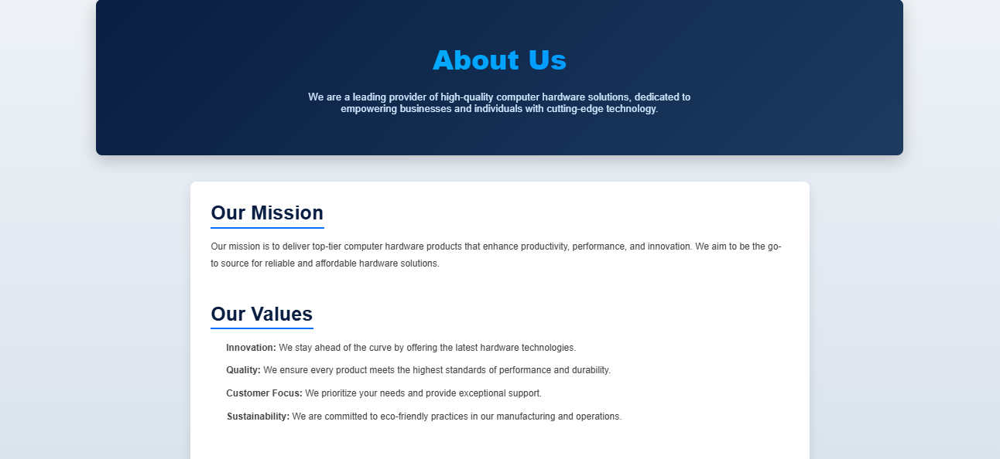 About Us
We are a leading provider of high-quality computer hardware solutions, dedicated to
empowering businesses and individuals with cutting-edge technology.
Our Mission
Our mission is to deliver top-tier computer hardware products that enhance productivity, performance, and innovation. We aim to be the go-
to source for reliable and affordable hardware solutions.
Our Values
Innovation: We stay ahead of the curve by offering the latest hardware technologies.
Quality: We ensure every product meets the highest standards of performance and durability.
Customer Focus: We prioritize your needs and provide exceptional support.
Sustainability: We are committed to eco-friendly practices in our manufacturing and operations.